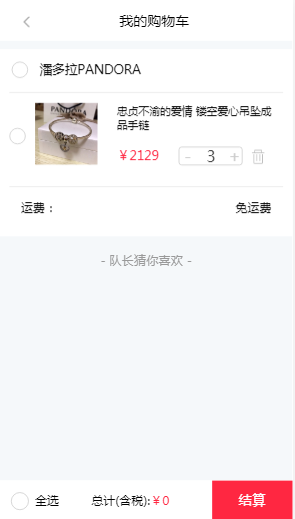 我的购物车
潘多拉PANDORA
PANDORA
忠贞不渝的爱情 镂空爱心吊坠成
品手链
￥2129
- 3 +
运费：
免运费
- 队长猜你喜欢 -
全选
总计(含税):￥0
结算